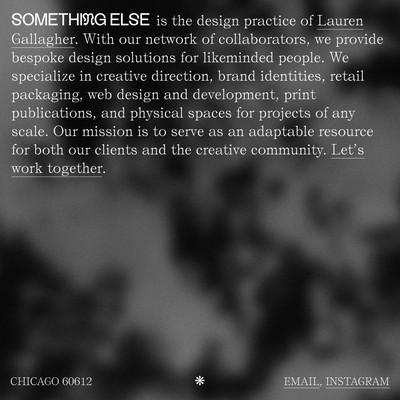 SOMETHING ELSE is the design practice of Lauren
Gallagher. With our network of collaborators, we provide
bespoke design solutions for likeminded people. We
specialize in creative direction, brand identities, retail
packaging, web design and development, print
publications, and physical spaces for projects of any
scale. Our mission is to serve as an adaptable resource
for both our clients and the creative community. Let’s
work together.
CHICAGO 60612
EMAIL, INSTAGRAM